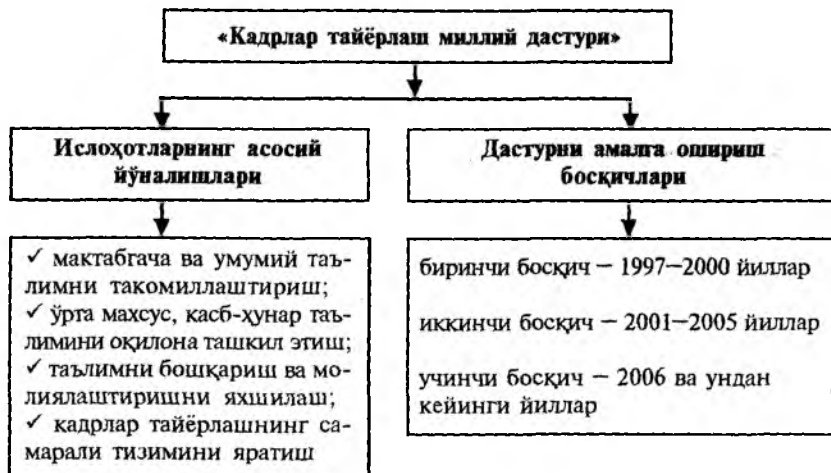 «Кадрлар тайёрлаш миллий дастури»
Ислоҳотларнинг асосий
йўналишлари
✓ мактабгача ва умумий таъ-
лимни такомиллаштириш;
✓ ўрта махсус, касб-ҳунар таъ-
лимини оқилона ташкил этиш;
✓ таълимни бошқариш ва мо-
лиялаштиришни яхшилаш;
✓ кадрлар тайёрлашнинг са-
марали тизимини яратиш
Дастурни амалга ошириш
босқичлари
биринчи босқич — 1997—2000 йиллар
иккинчи босқич — 2001—2005 йиллар
учинчи босқич — 2006 ва ундан
кейинги йиллар